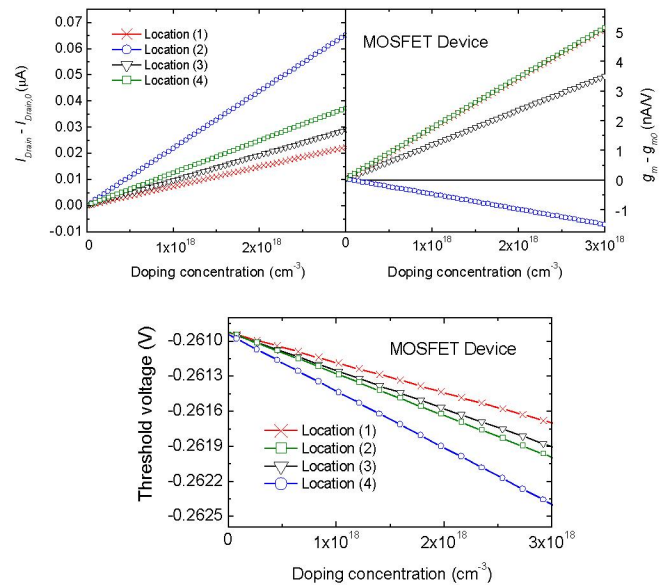 0.07
0.06
0.05
0.04
0.03
0.02
0.01
0.00
-0.01
I_Drain - I_Drain,0 (µA)
Location (1)
Location (2)
Location (3)
Location (4)
0 1x10^18 2x10^18
Doping concentration (cm^-3)
MOSFET Device
5
4
3
2
1
0
-1
g_m - g_m0 (nA/V)
0 1x10^18 2x10^18 3x10^18
Doping concentration (cm^-3)
Threshold voltage (V)
-0.2610
-0.2613
-0.2616
-0.2619
-0.2622
-0.2625
MOSFET Device
Location (1)
Location (2)
Location (3)
Location (4)
0 1x10^18 2x10^18 3x10^18
Doping concentration (cm^-3)